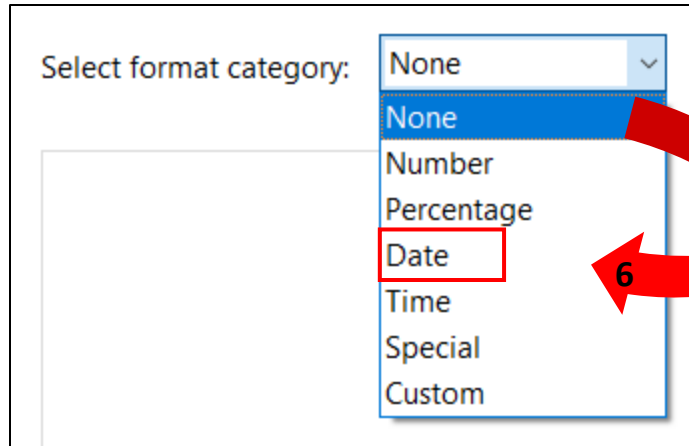 Select format category: None
None
Number
Percentage
Date
6
Time
Special
Custom